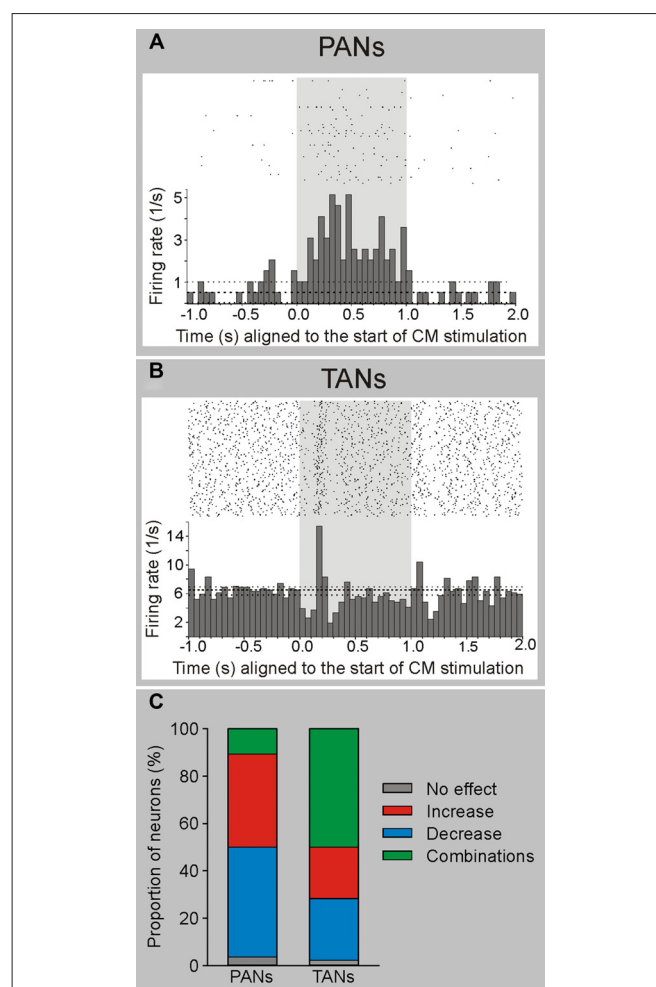 A
PANs
Firing rate (1/s)
5
3
1
-1.0 -0.5 0.0 0.5 1.0 1.5 2.0
Time (s) aligned to the start of CM stimulation
B
TANs
Firing rate (1/s)
14
10
6
2
-1.0 -0.5 0.0 0.5 1.0 1.5 2.0
Time (s) aligned to the start of CM stimulation
C
Proportion of neurons (%)
100
80
60
40
20
0
PANs TANs
No effect
Increase
Decrease
Combinations